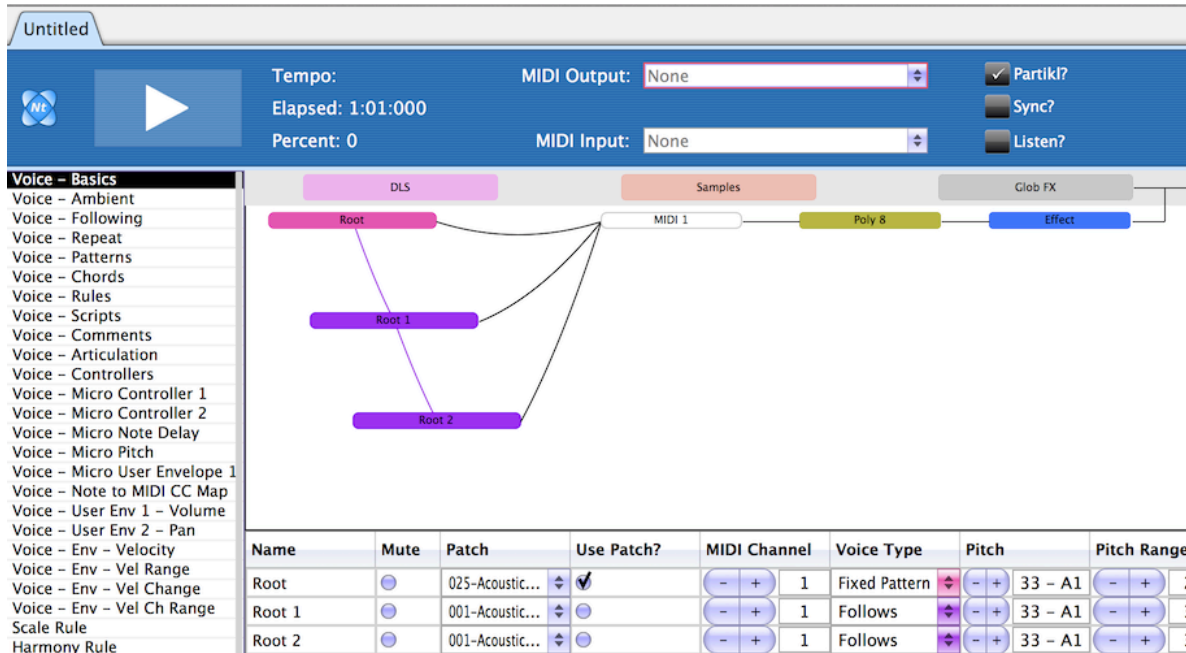 Untitled
Nt
Tempo:
MIDI Output: None
Partikl?
Elapsed: 1:01:000
Sync?
Percent: 0
MIDI Input: None
Listen?
Voice – Basics
Voice – Ambient
Voice – Following
Voice – Repeat
Voice – Patterns
Voice – Chords
Voice – Rules
Voice – Scripts
Voice – Comments
Voice – Articulation
Voice – Controllers
Voice – Micro Controller 1
Voice – Micro Controller 2
Voice – Micro Note Delay
Voice – Micro Pitch
Voice – Micro User Envelope 1
Voice – Note to MIDI CC Map
Voice – User Env 1 – Volume
Voice – User Env 2 – Pan
Voice – Env – Velocity
Voice – Env – Vel Range
Voice – Env – Vel Change
Voice – Env – Vel Ch Range
Scale Rule
Harmony Rule
DLS Samples Glob FX
Root MIDI 1 Poly 8 Effect
Root 1
Root 2
Name Mute Patch Use Patch? MIDI Channel Voice Type Pitch Pitch Range
Root 025-Acoustic... - + 1 Fixed Pattern - + 33 – A1 - +
Root 1 001-Acoustic... - + 1 Follows - + 33 – A1 - +
Root 2 001-Acoustic... - + 1 Follows - + 33 – A1 - +